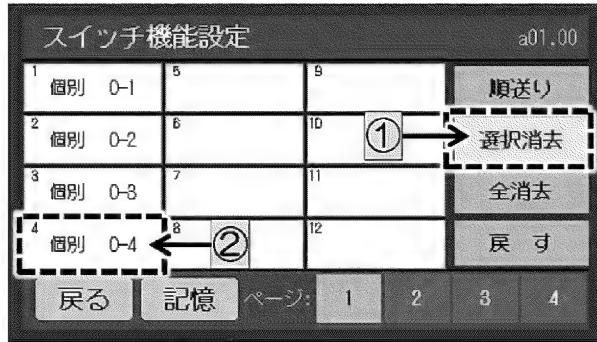 スイッチ機能設定 a01.00
1 個別 0-1 5 9 順送り
2 個別 0-2 6 10 ① 選択消去
3 個別 0-3 7 11 全消去
4 個別 0-4 8 ② 12 戻す
戻る 記憶 ページ: 1 2 3 4